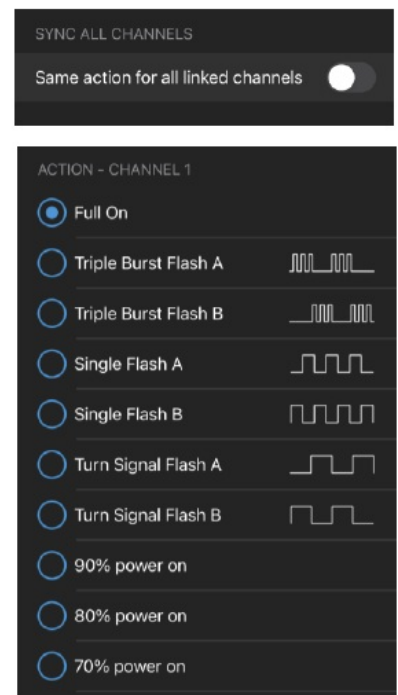 SYNC ALL CHANNELS
Same action for all linked channels
ACTION - CHANNEL 1
Full On
Triple Burst Flash A
Triple Burst Flash B
Single Flash A
Single Flash B
Turn Signal Flash A
Turn Signal Flash B
90% power on
80% power on
70% power on